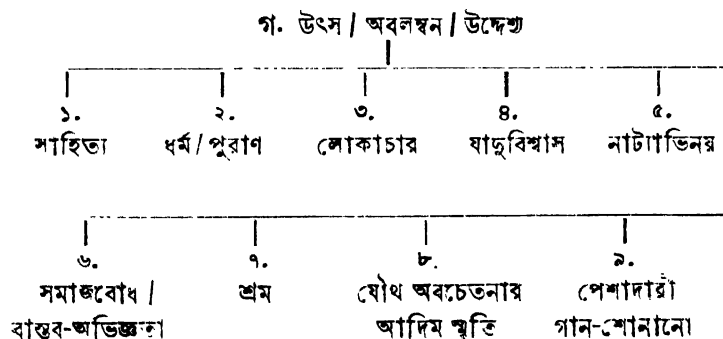 গ. উৎস / অবলম্বন / উদ্দেশ্য
১. ২. ৩. ৪. ৫.
সাহিত্য ধর্ম / পুরাণ লোকাচার যাদুবিশ্বাস নাট্যাভিনয়
৬. ৭. ৮. ৯.
সমাজবোধ / শ্রম যৌথ অবচেতনার পেশাদারী
বাস্তব-অভিজ্ঞতা আদিম স্মৃতি গান-শোনানো